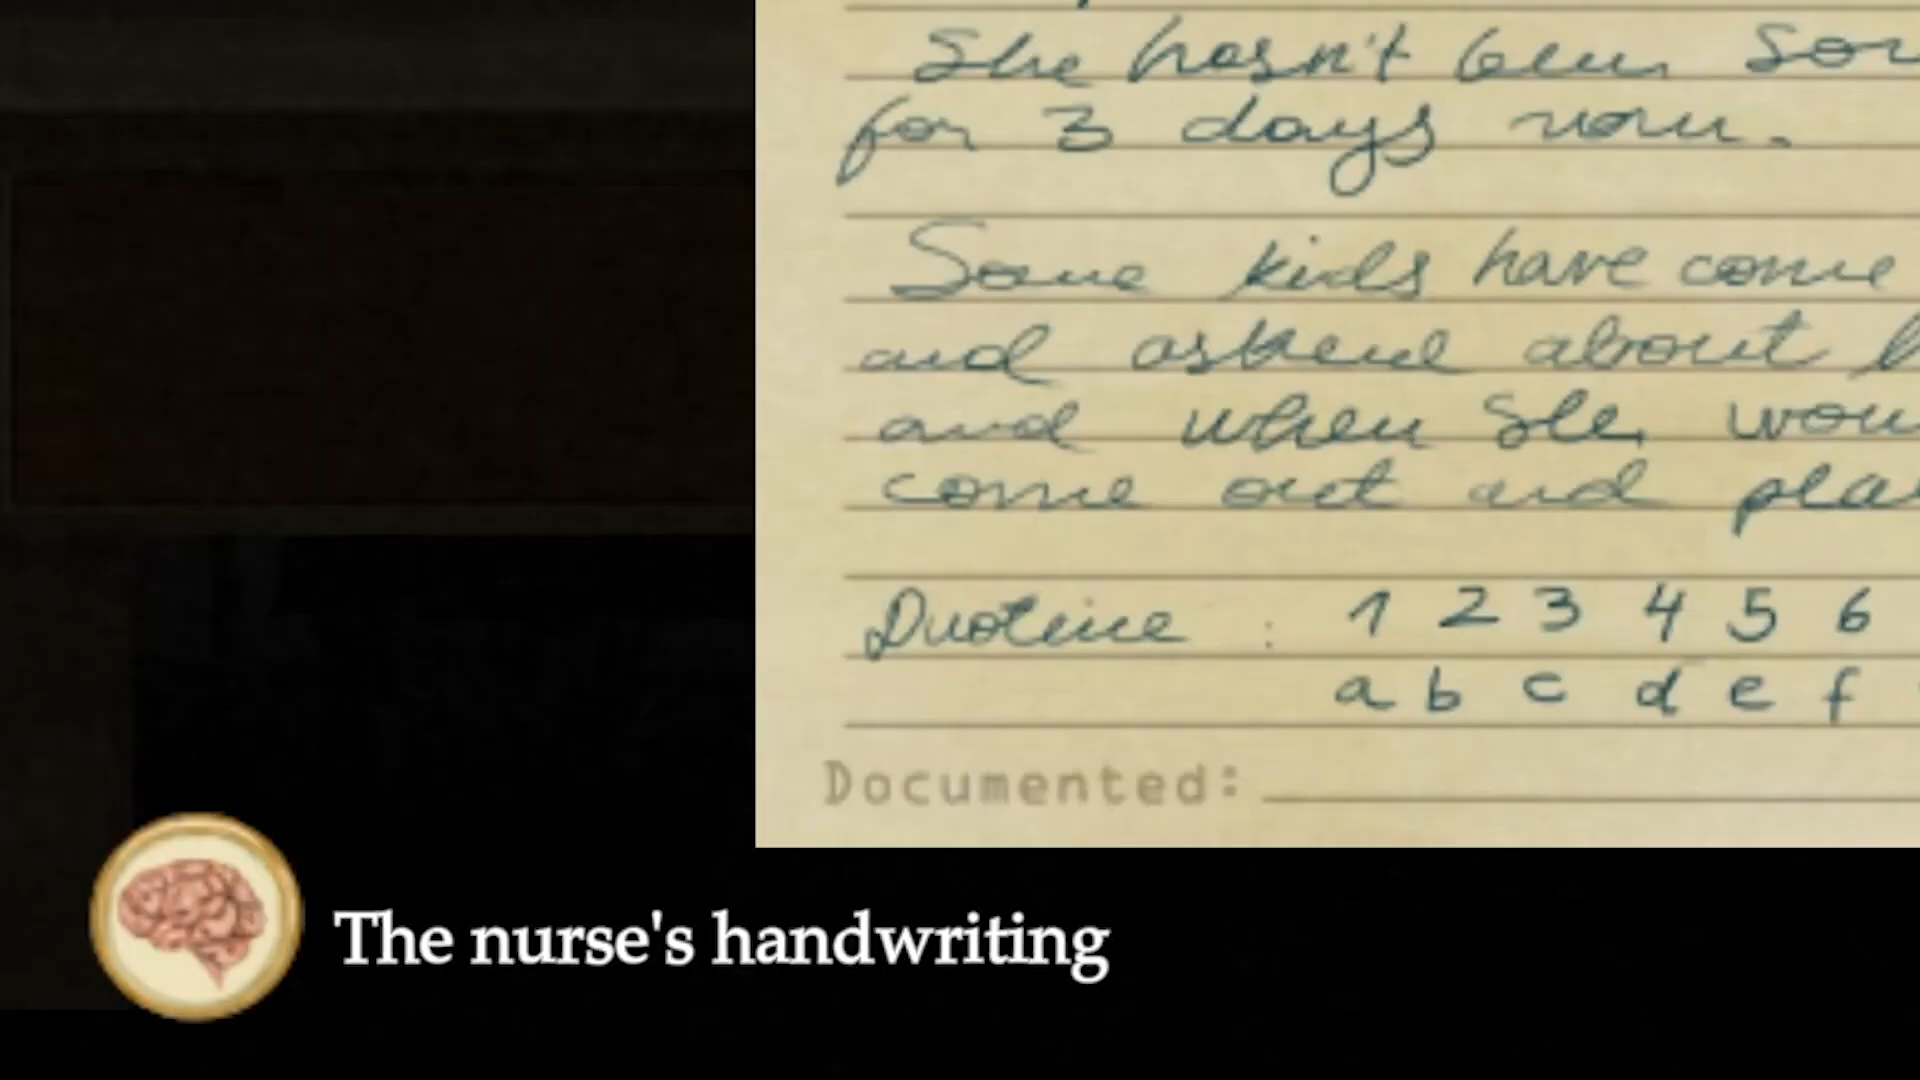 She hasn't been
for 3 days now.
Some kids have come
and asked about
and when she
come out and
: 1 2 3 4 5 6
a b c d e f
Documented:
The nurse's handwriting